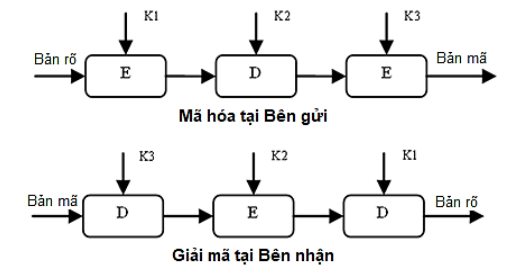 K1 K2 K3
Bản rõ E D E Bản mã
Mã hóa tại Bên gửi
K3 K2 K1
Bản mã D E D Bản rõ
Giải mã tại Bên nhận